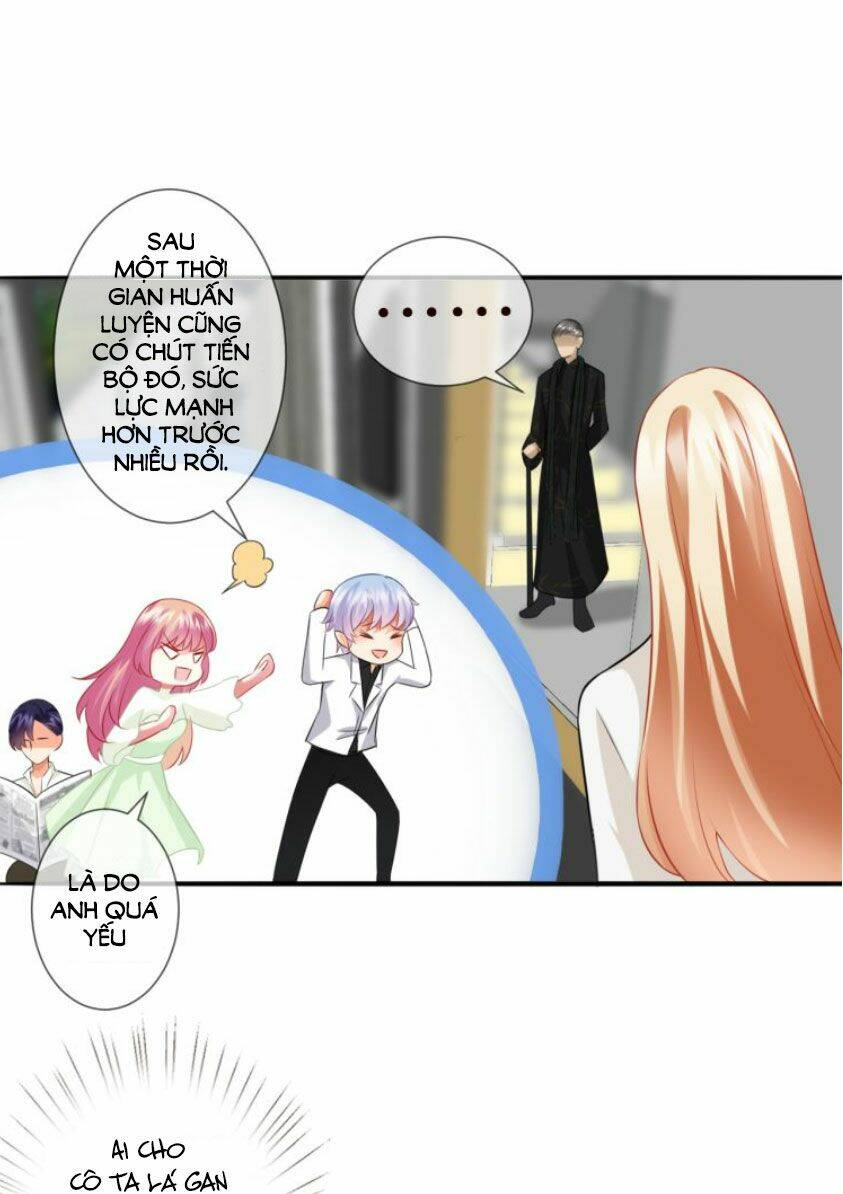 SAU
MỘT THỜI
GIAN HUẤN
LUYỆN CŨNG
CÓ CHÚT TIẾN
BỘ ĐÓ, SỨC
LỰC MẠNH
HƠN TRƯỚC
NHIỀU RỒI.
......
LÀ DO
ANH QUÁ
YẾU
AI CHO
CÔ TA LÁ GAN